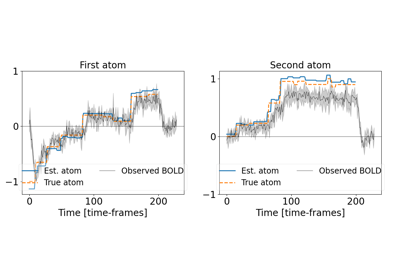 First atom
1
0
−1
Est. atom
True atom
Observed BOLD
0
100
200
Time [time-frames]
Second atom
1
0
−1
Est. atom
True atom
Observed BOLD
0
100
200
Time [time-frames]